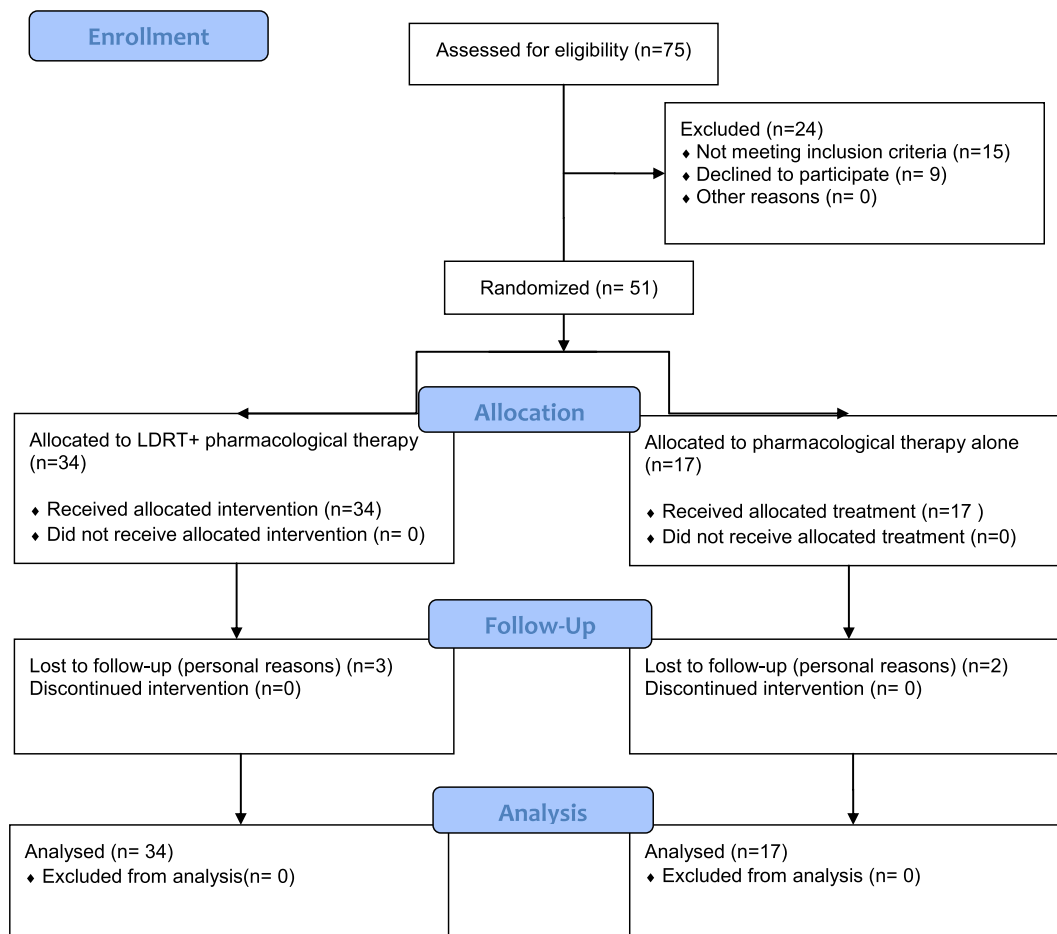 Enrollment
Assessed for eligibility (n=75)
Excluded (n=24)
♦ Not meeting inclusion criteria (n=15)
♦ Declined to participate (n= 9)
♦ Other reasons (n= 0)
Randomized (n= 51)
Allocation
Allocated to LDRT+ pharmacological therapy
(n=34)
♦ Received allocated intervention (n=34)
♦ Did not receive allocated intervention (n= 0)
Allocated to pharmacological therapy alone
(n=17)
♦ Received allocated treatment (n=17 )
♦ Did not receive allocated treatment (n=0)
Follow-Up
Lost to follow-up (personal reasons) (n=3)
Discontinued intervention (n=0)
Lost to follow-up (personal reasons) (n=2)
Discontinued intervention (n= 0)
Analysis
Analysed (n= 34)
♦ Excluded from analysis(n= 0)
Analysed (n=17)
♦ Excluded from analysis (n= 0)